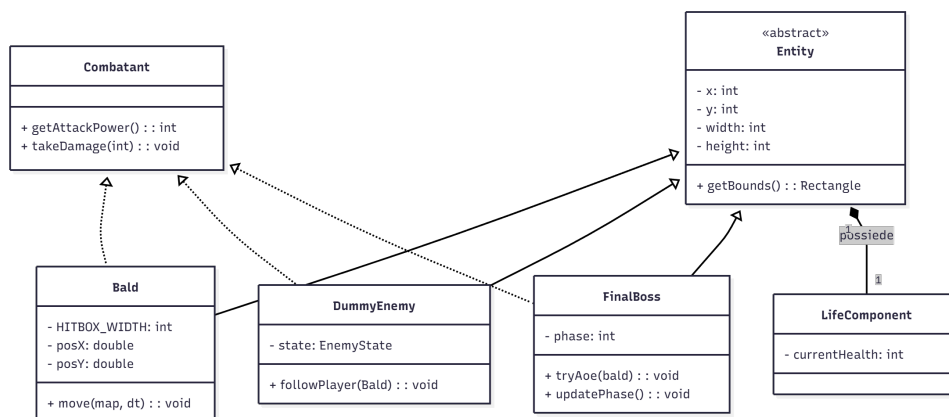 Combatant
+ getAttackPower() : : int
+ takeDamage(int) : : void
«abstract»
Entity
- x: int
- y: int
- width: int
- height: int
+ getBounds() : : Rectangle
1
possiede
1
Bald
- HITBOX_WIDTH: int
- posX: double
- posY: double
+ move(map, dt) : : void
DummyEnemy
- state: EnemyState
+ followPlayer(Bald) : : void
FinalBoss
- phase: int
+ tryAoe(bald) : : void
+ updatePhase() : : void
LifeComponent
- currentHealth: int